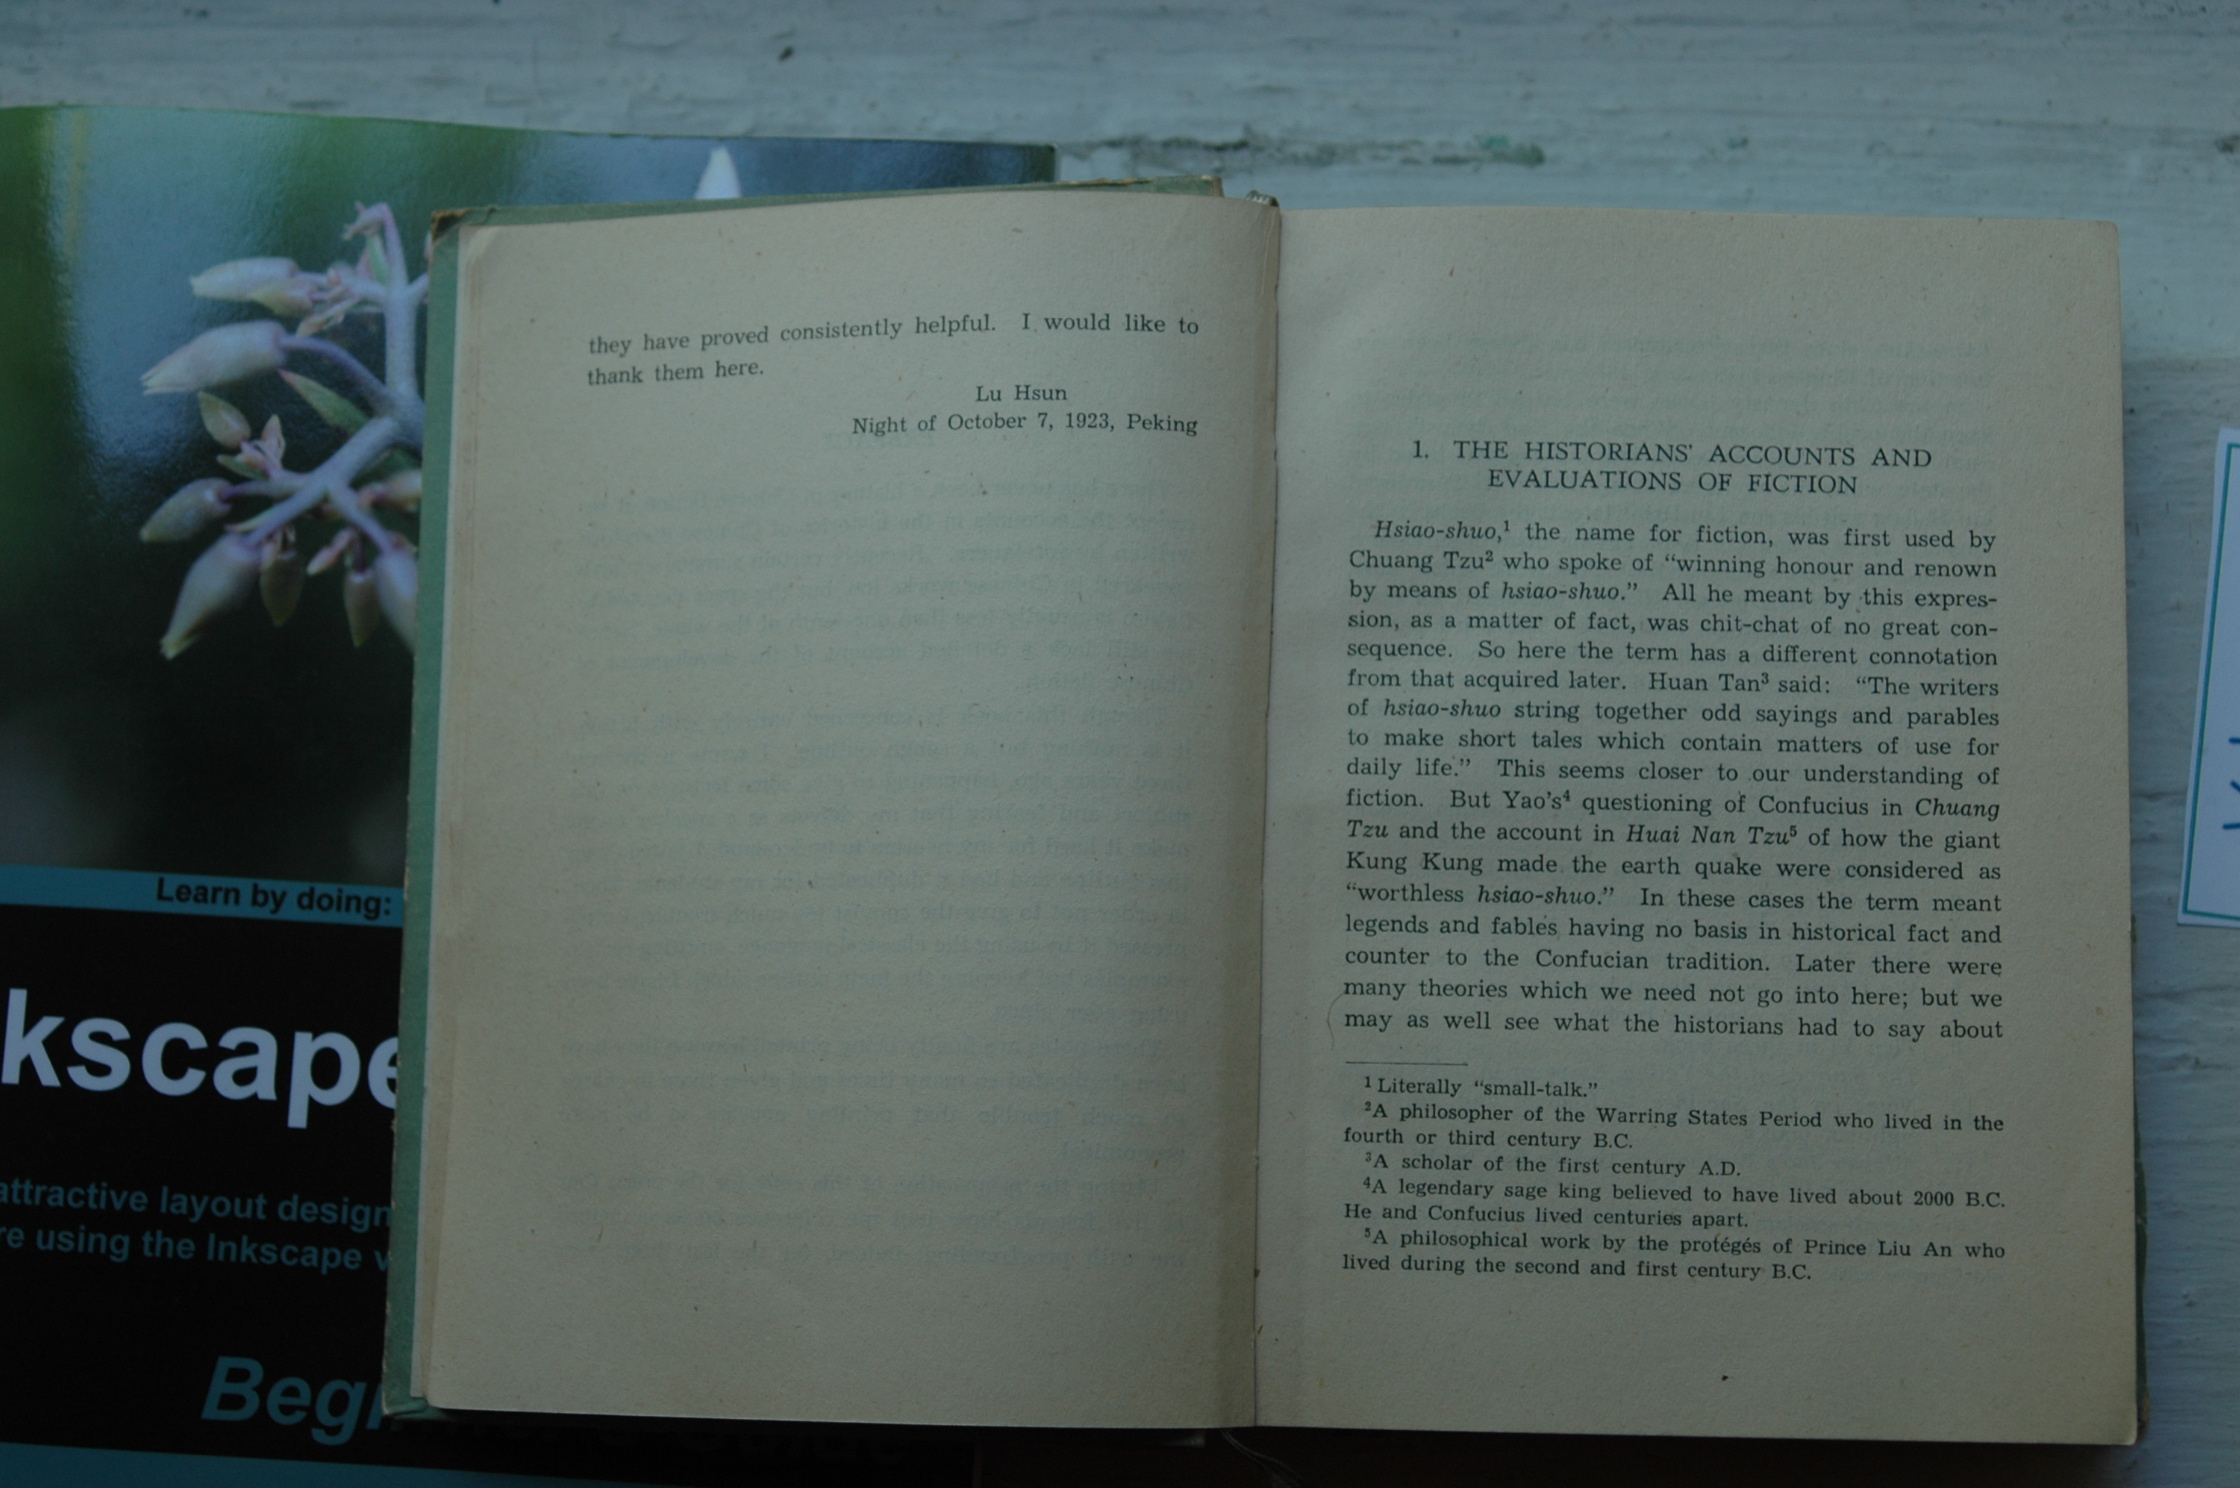 they have proved consistently helpful. I would like to
thank them here.
Lu Hsun
Night of October 7, 1923, Peking
1. THE HISTORIANS' ACCOUNTS AND
EVALUATIONS OF FICTION
Hsiao-shuo,¹ the name for fiction, was first used by
Chuang Tzu² who spoke of “winning honour and renown
by means of hsiao-shuo.” All he meant by this expres-
sion, as a matter of fact, was chit-chat of no great con-
sequence. So here the term has a different connotation
from that acquired later. Huan Tan³ said: “The writers
of hsiao-shuo string together odd sayings and parables
to make short tales which contain matters of use for
daily life.” This seems closer to our understanding of
fiction. But Yao's⁴ questioning of Confucius in Chuang
Tzu and the account in Huai Nan Tzu⁵ of how the giant
Kung Kung made the earth quake were considered as
“worthless hsiao-shuo.” In these cases the term meant
legends and fables having no basis in historical fact and
counter to the Confucian tradition. Later there were
many theories which we need not go into here; but we
may as well see what the historians had to say about
¹ Literally “small-talk.”
²A philosopher of the Warring States Period who lived in the
fourth or third century B.C.
³A scholar of the first century A.D.
⁴A legendary sage king believed to have lived about 2000 B.C.
He and Confucius lived centuries apart.
⁵A philosophical work by the protégés of Prince Liu An who
lived during the second and first century B.C.
Learn by doing:
kscape
attractive layout design
re using the Inkscape v
Beg